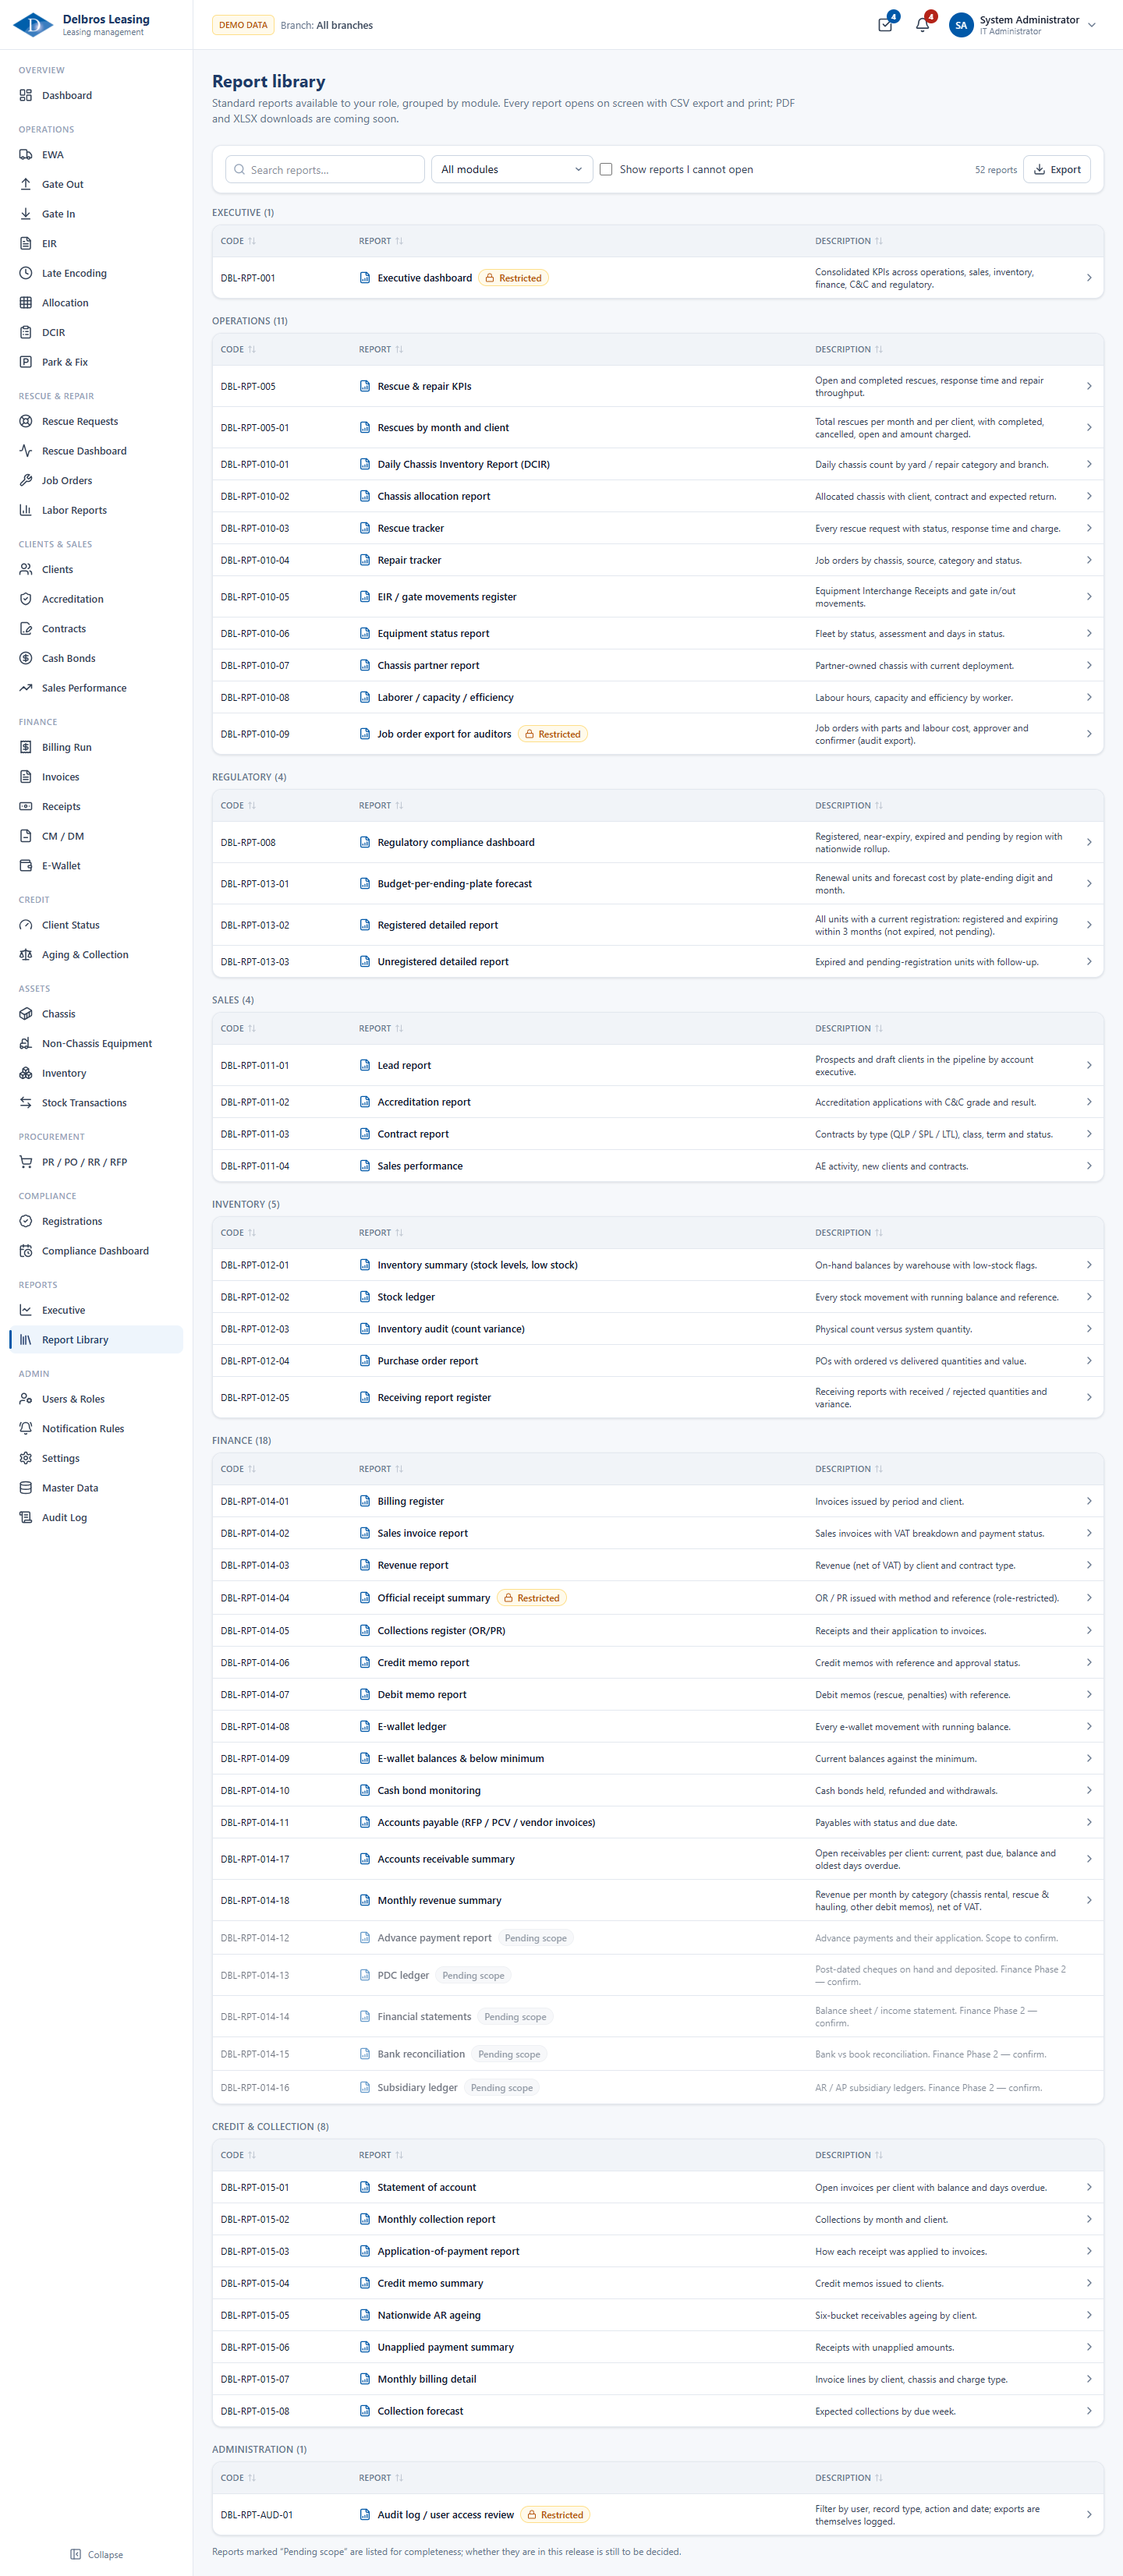 Delbros Leasing
Leasing management
DEMO DATA
Branch: All branches
4
4
SA
System Administrator
IT Administrator
OVERVIEW
Dashboard
OPERATIONS
EWA
Gate Out
Gate In
EIR
Late Encoding
Allocation
DCIR
Park & Fix
RESCUE & REPAIR
Rescue Requests
Rescue Dashboard
Job Orders
Labor Reports
CLIENTS & SALES
Clients
Accreditation
Contracts
Cash Bonds
Sales Performance
FINANCE
Billing Run
Invoices
Receipts
CM / DM
E-Wallet
CREDIT
Client Status
Aging & Collection
ASSETS
Chassis
Non-Chassis Equipment
Inventory
Stock Transactions
PROCUREMENT
PR / PO / RR / RFP
COMPLIANCE
Registrations
Compliance Dashboard
REPORTS
Executive
Report Library
ADMIN
Users & Roles
Notification Rules
Settings
Master Data
Audit Log
Collapse
Report library
Standard reports available to your role, grouped by module. Every report opens on screen with CSV export and print; PDF
and XLSX downloads are coming soon.
Search reports...
All modules
Show reports I cannot open
52 reports
Export
EXECUTIVE (1)
CODE REPORT DESCRIPTION
DBL-RPT-001 Executive dashboard Restricted Consolidated KPIs across operations, sales, inventory,
finance, C&C and regulatory.
OPERATIONS (11)
CODE REPORT DESCRIPTION
DBL-RPT-005 Rescue & repair KPIs Open and completed rescues, response time and repair
throughput.
DBL-RPT-005-01 Rescues by month and client Total rescues per month and per client, with completed,
cancelled, open and amount charged.
DBL-RPT-010-01 Daily Chassis Inventory Report (DCIR) Daily chassis count by yard / repair category and branch.
DBL-RPT-010-02 Chassis allocation report Allocated chassis with client, contract and expected return.
DBL-RPT-010-03 Rescue tracker Every rescue request with status, response time and charge.
DBL-RPT-010-04 Repair tracker Job orders by chassis, source, category and status.
DBL-RPT-010-05 EIR / gate movements register Equipment Interchange Receipts and gate in/out
movements.
DBL-RPT-010-06 Equipment status report Fleet by status, assessment and days in status.
DBL-RPT-010-07 Chassis partner report Partner-owned chassis with current deployment.
DBL-RPT-010-08 Laborer / capacity / efficiency Labour hours, capacity and efficiency by worker.
DBL-RPT-010-09 Job order export for auditors Restricted Job orders with parts and labour cost, approver and
confirmer (audit export).
REGULATORY (4)
CODE REPORT DESCRIPTION
DBL-RPT-008 Regulatory compliance dashboard Registered, near-expiry, expired and pending by region with
nationwide rollup.
DBL-RPT-013-01 Budget-per-ending-plate forecast Renewal units and forecast cost by plate-ending digit and
month.
DBL-RPT-013-02 Registered detailed report All units with a current registration: registered and expiring
within 3 months (not expired, not pending).
DBL-RPT-013-03 Unregistered detailed report Expired and pending-registration units with follow-up.
SALES (4)
CODE REPORT DESCRIPTION
DBL-RPT-011-01 Lead report Prospects and draft clients in the pipeline by account
executive.
DBL-RPT-011-02 Accreditation report Accreditation applications with C&C grade and result.
DBL-RPT-011-03 Contract report Contracts by type (QLP / SPL / LTL), class, term and status.
DBL-RPT-011-04 Sales performance AE activity, new clients and contracts.
INVENTORY (5)
CODE REPORT DESCRIPTION
DBL-RPT-012-01 Inventory summary (stock levels, low stock) On-hand balances by warehouse with low-stock flags.
DBL-RPT-012-02 Stock ledger Every stock movement with running balance and reference.
DBL-RPT-012-03 Inventory audit (count variance) Physical count versus system quantity.
DBL-RPT-012-04 Purchase order report POs with ordered vs delivered quantities and value.
DBL-RPT-012-05 Receiving report register Receiving reports with received / rejected quantities and
variance.
FINANCE (18)
CODE REPORT DESCRIPTION
DBL-RPT-014-01 Billing register Invoices issued by period and client.
DBL-RPT-014-02 Sales invoice report Sales invoices with VAT breakdown and payment status.
DBL-RPT-014-03 Revenue report Revenue (net of VAT) by client and contract type.
DBL-RPT-014-04 Official receipt summary Restricted OR / PR issued with method and reference (role-restricted).
DBL-RPT-014-05 Collections register (OR/PR) Receipts and their application to invoices.
DBL-RPT-014-06 Credit memo report Credit memos with reference and approval status.
DBL-RPT-014-07 Debit memo report Debit memos (rescue, penalties) with reference.
DBL-RPT-014-08 E-wallet ledger Every e-wallet movement with running balance.
DBL-RPT-014-09 E-wallet balances & below minimum Current balances against the minimum.
DBL-RPT-014-10 Cash bond monitoring Cash bonds held, refunded and withdrawals.
DBL-RPT-014-11 Accounts payable (RFP / PCV / vendor invoices) Payables with status and due date.
DBL-RPT-014-17 Accounts receivable summary Open receivables per client: current, past due, balance and
oldest days overdue.
DBL-RPT-014-18 Monthly revenue summary Revenue per month by category (chassis rental, rescue &
hauling, other debit memos), net of VAT.
DBL-RPT-014-12 Advance payment report Pending scope Advance payments and their application. Scope to confirm.
DBL-RPT-014-13 PDC ledger Pending scope Post-dated cheques on hand and deposited. Finance Phase 2
— confirm.
DBL-RPT-014-14 Financial statements Pending scope Balance sheet / income statement. Finance Phase 2 —
confirm.
DBL-RPT-014-15 Bank reconciliation Pending scope Bank vs book reconciliation. Finance Phase 2 — confirm.
DBL-RPT-014-16 Subsidiary ledger Pending scope AR / AP subsidiary ledgers. Finance Phase 2 — confirm.
CREDIT & COLLECTION (8)
CODE REPORT DESCRIPTION
DBL-RPT-015-01 Statement of account Open invoices per client with balance and days overdue.
DBL-RPT-015-02 Monthly collection report Collections by month and client.
DBL-RPT-015-03 Application-of-payment report How each receipt was applied to invoices.
DBL-RPT-015-04 Credit memo summary Credit memos issued to clients.
DBL-RPT-015-05 Nationwide AR ageing Six-bucket receivables ageing by client.
DBL-RPT-015-06 Unapplied payment summary Receipts with unapplied amounts.
DBL-RPT-015-07 Monthly billing detail Invoice lines by client, chassis and charge type.
DBL-RPT-015-08 Collection forecast Expected collections by due week.
ADMINISTRATION (1)
CODE REPORT DESCRIPTION
DBL-RPT-AUD-01 Audit log / user access review Restricted Filter by user, record type, action and date; exports are
themselves logged.
Reports marked "Pending scope" are listed for completeness; whether they are in this release is still to be decided.